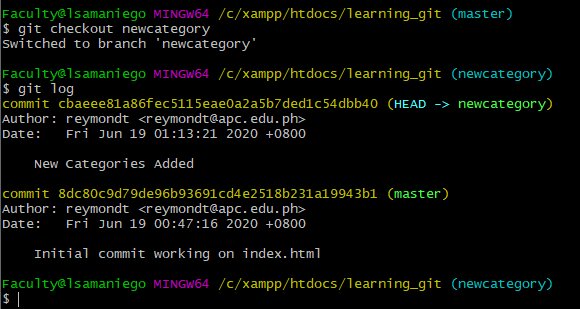 Faculty@lsamaniego MINGW64 /c/xampp/htdocs/learning_git (master)
$ git checkout newcategory
Switched to branch 'newcategory'
Faculty@lsamaniego MINGW64 /c/xampp/htdocs/learning_git (newcategory)
$ git log
commit cbaeee81a86fec5115eae0a2a5b7ded1c54dbb40 (HEAD -> newcategory)
Author: reymondt <reymondt@apc.edu.ph>
Date:   Fri Jun 19 01:13:21 2020 +0800
New Categories Added
commit 8dc80c9d79de96b93691cd4e2518b231a19943b1 (master)
Author: reymondt <reymondt@apc.edu.ph>
Date:   Fri Jun 19 00:47:16 2020 +0800
Initial commit working on index.html
Faculty@lsamaniego MINGW64 /c/xampp/htdocs/learning_git (newcategory)
$